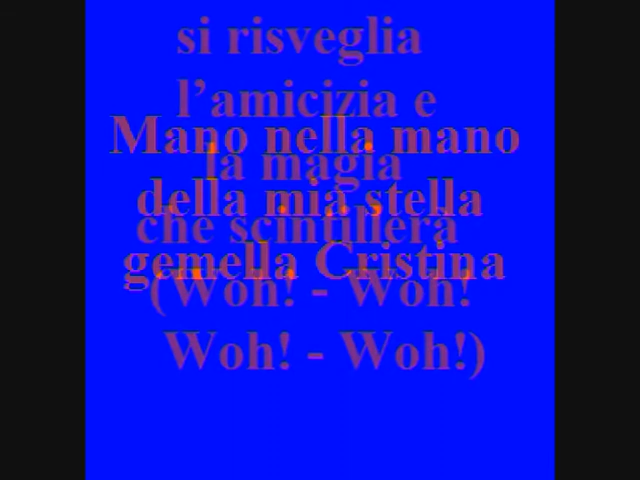 si risveglia
l’amicizia e
la magia
che scintillerà
(Woh! - Woh!
Woh! - Woh!)
Mano nella mano
della mia stella
gemella Cristina